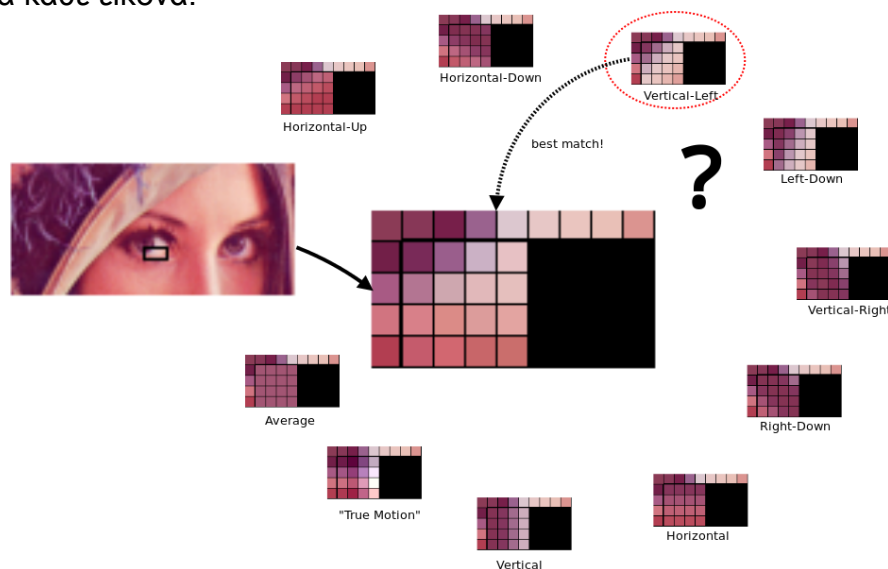 Horizontal-Down
Vertical-Left
Horizontal-Up
best match!
?
Left-Down
Vertical-Right
Average
Right-Down
"True Motion"
Horizontal
Vertical